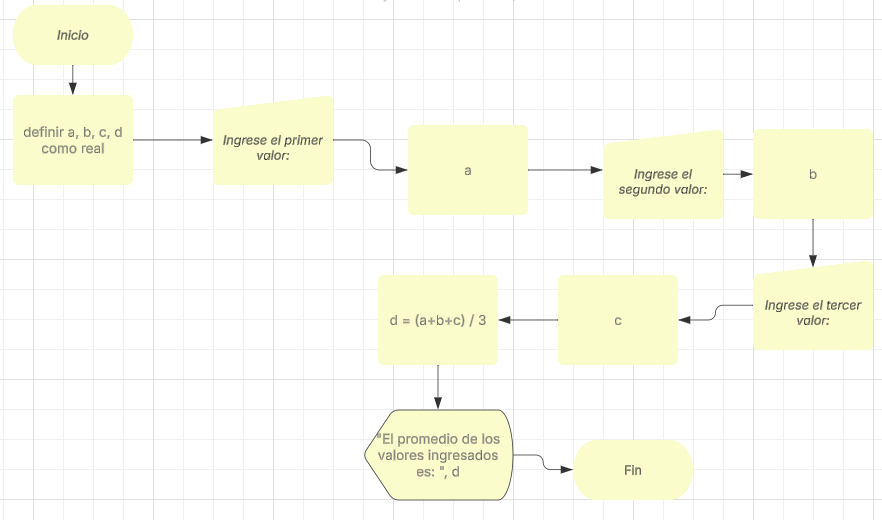 Inicio
definir a, b, c, d
como real
Ingrese el primer
valor:
a
Ingrese el
segundo valor:
b
Ingrese el tercer
valor:
c
d = (a+b+c) / 3
"El promedio de los
valores ingresados
es: ", d
Fin